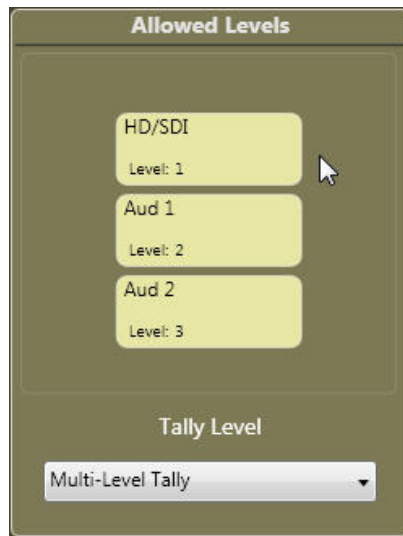 Allowed Levels
HD/SDI
Level: 1
Aud 1
Level: 2
Aud 2
Level: 3
Tally Level
Multi-Level Tally